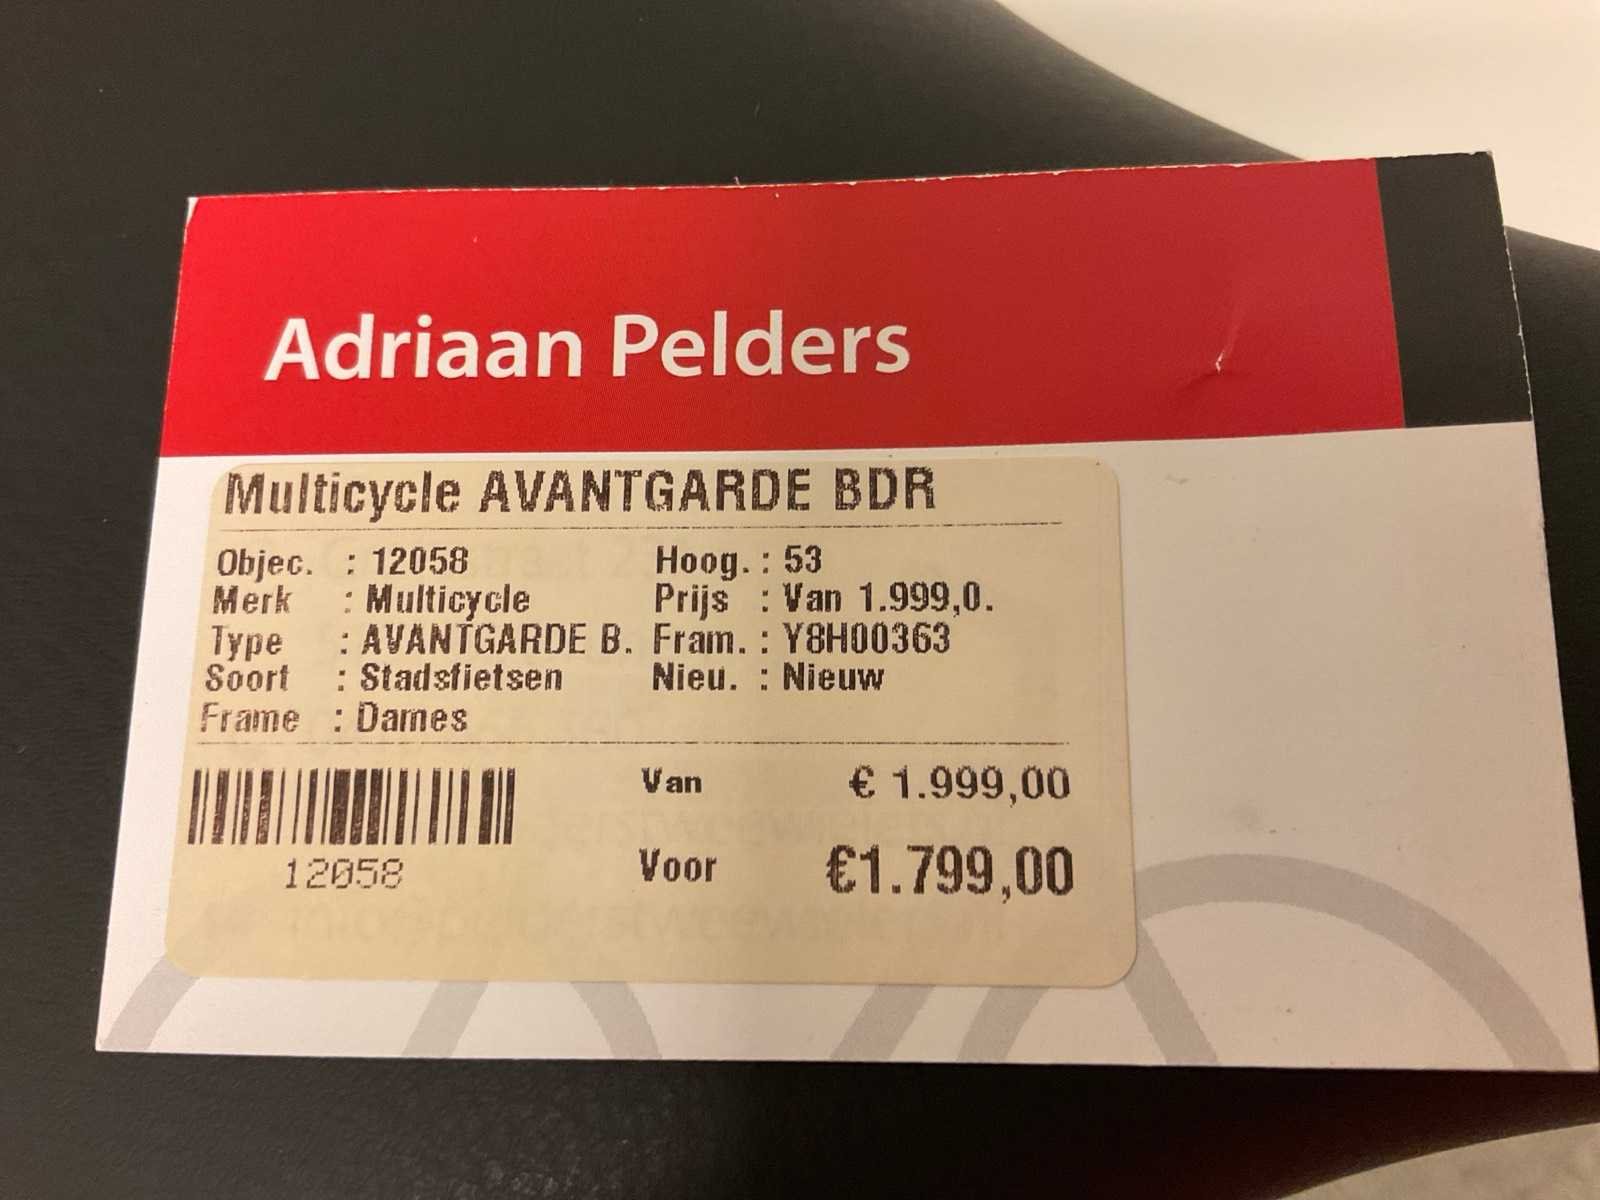 Adriaan Pelders
Multicycle AVANTGARDE BDR
Objec. : 12058 Hoog. : 53
Merk : Multicycle Prijs : Van 1.999,0.
Type : AVANTGARDE B. Fram. : Y8H00363
Soort : Stadsfietsen Nieu. : Nieuw
Frame : Dames
Van € 1.999,00
12058 Voor €1.799,00